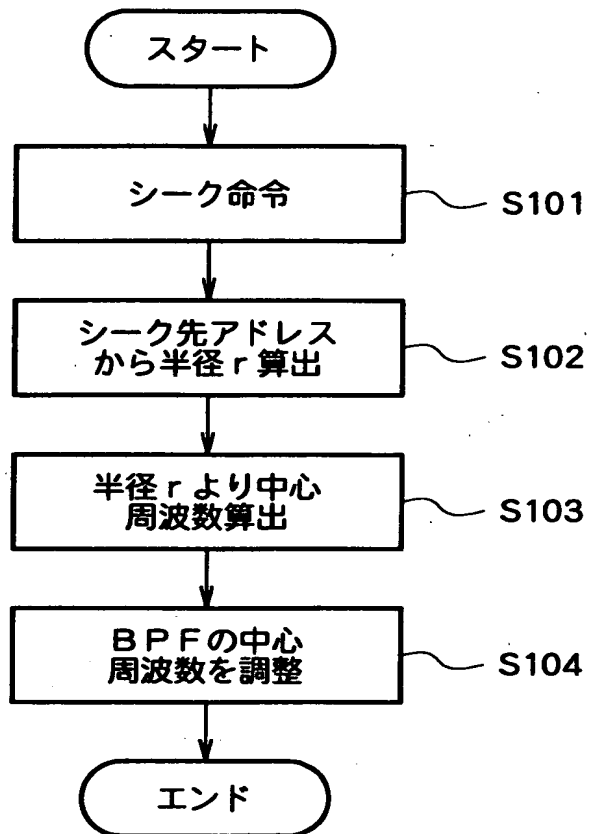 スタート
シーク命令
S101
シーク先アドレス
から半径ｒ算出
S102
半径ｒより中心
周波数算出
S103
ＢＰＦの中心
周波数を調整
S104
エンド